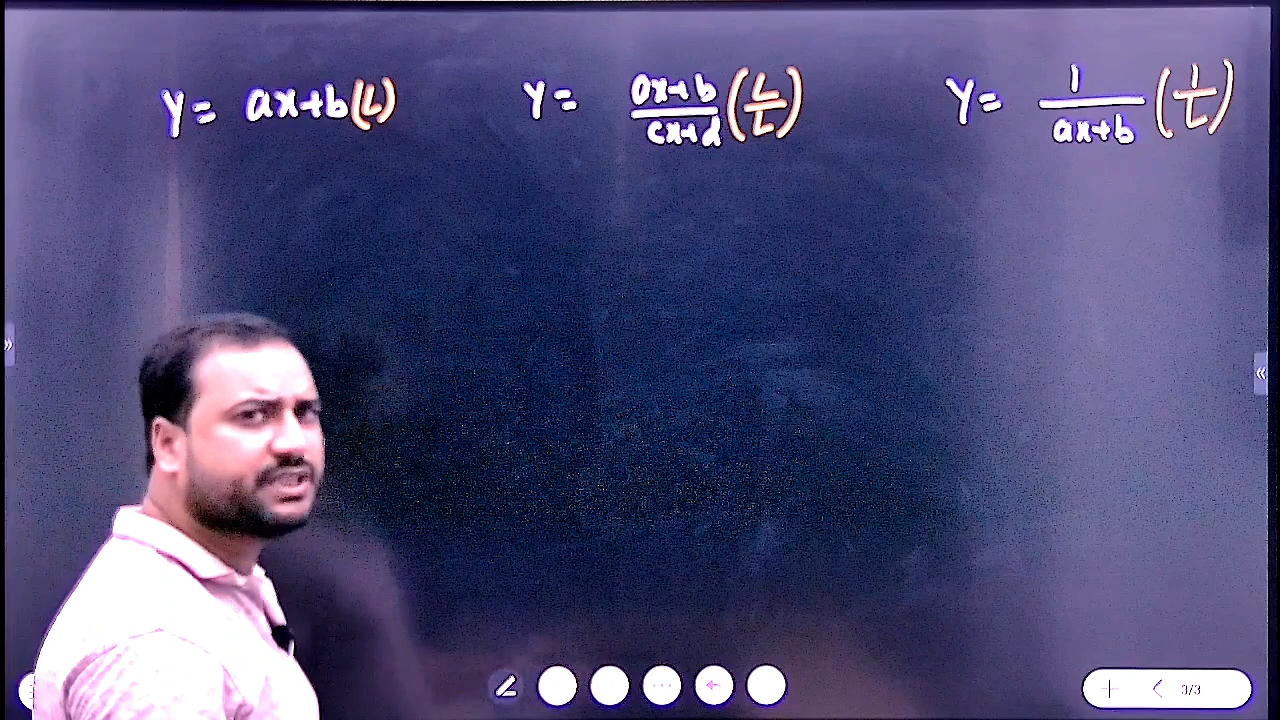 y = ax+b (L)
y = ax+b/cx+d (L/L)
y = 1/ax+b (1/L)
3/3